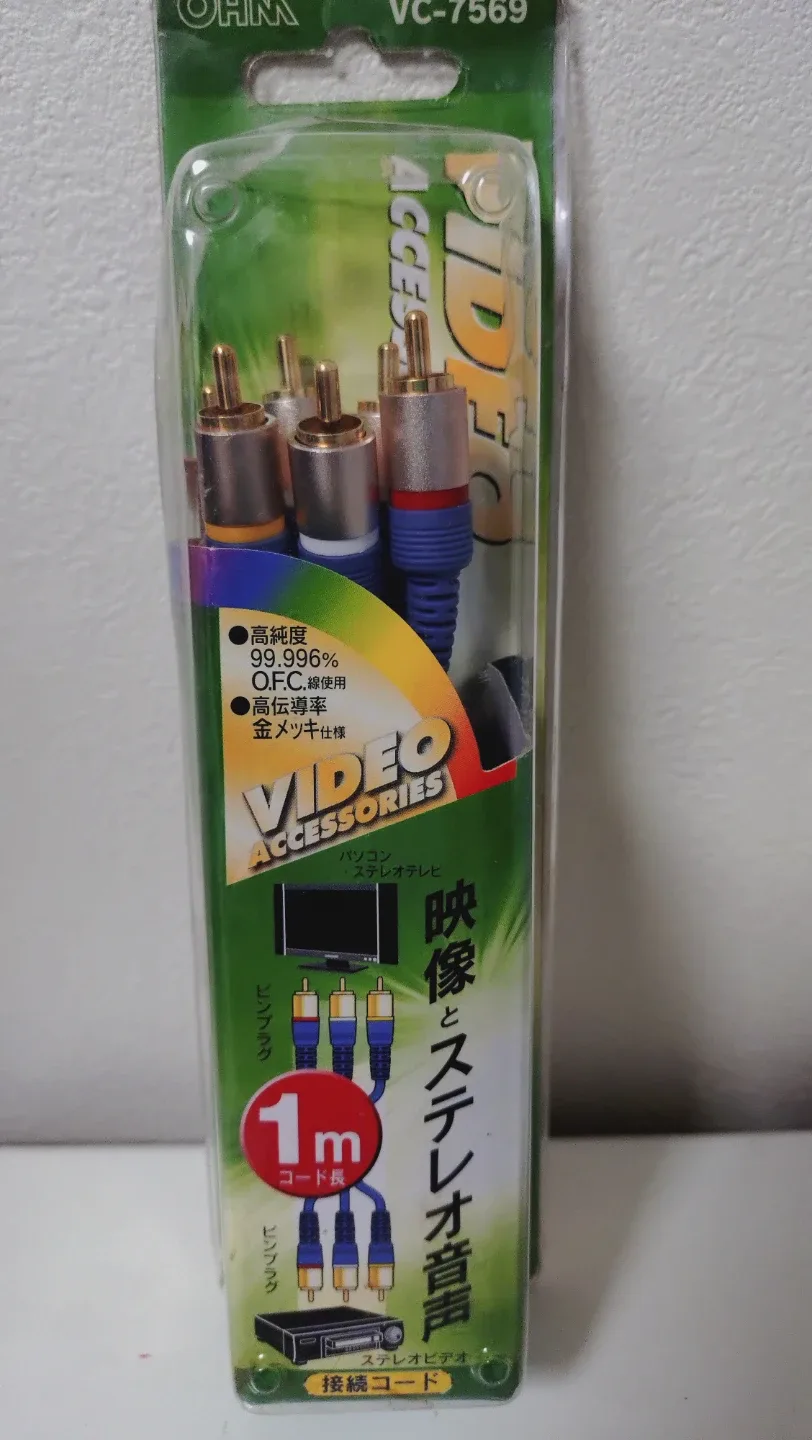 OHM
VC-7569
VIDEO
ACCESS
●高純度
99.996%
O.F.C.線使用
●高伝導率
金メッキ仕様
VIDEO
ACCESSORIES
パソコン
・ステレオテレビ
映像とステレオ音声
ピンプラグ
1m
コード長
ピンプラグ
ステレオビデオ
接続コード